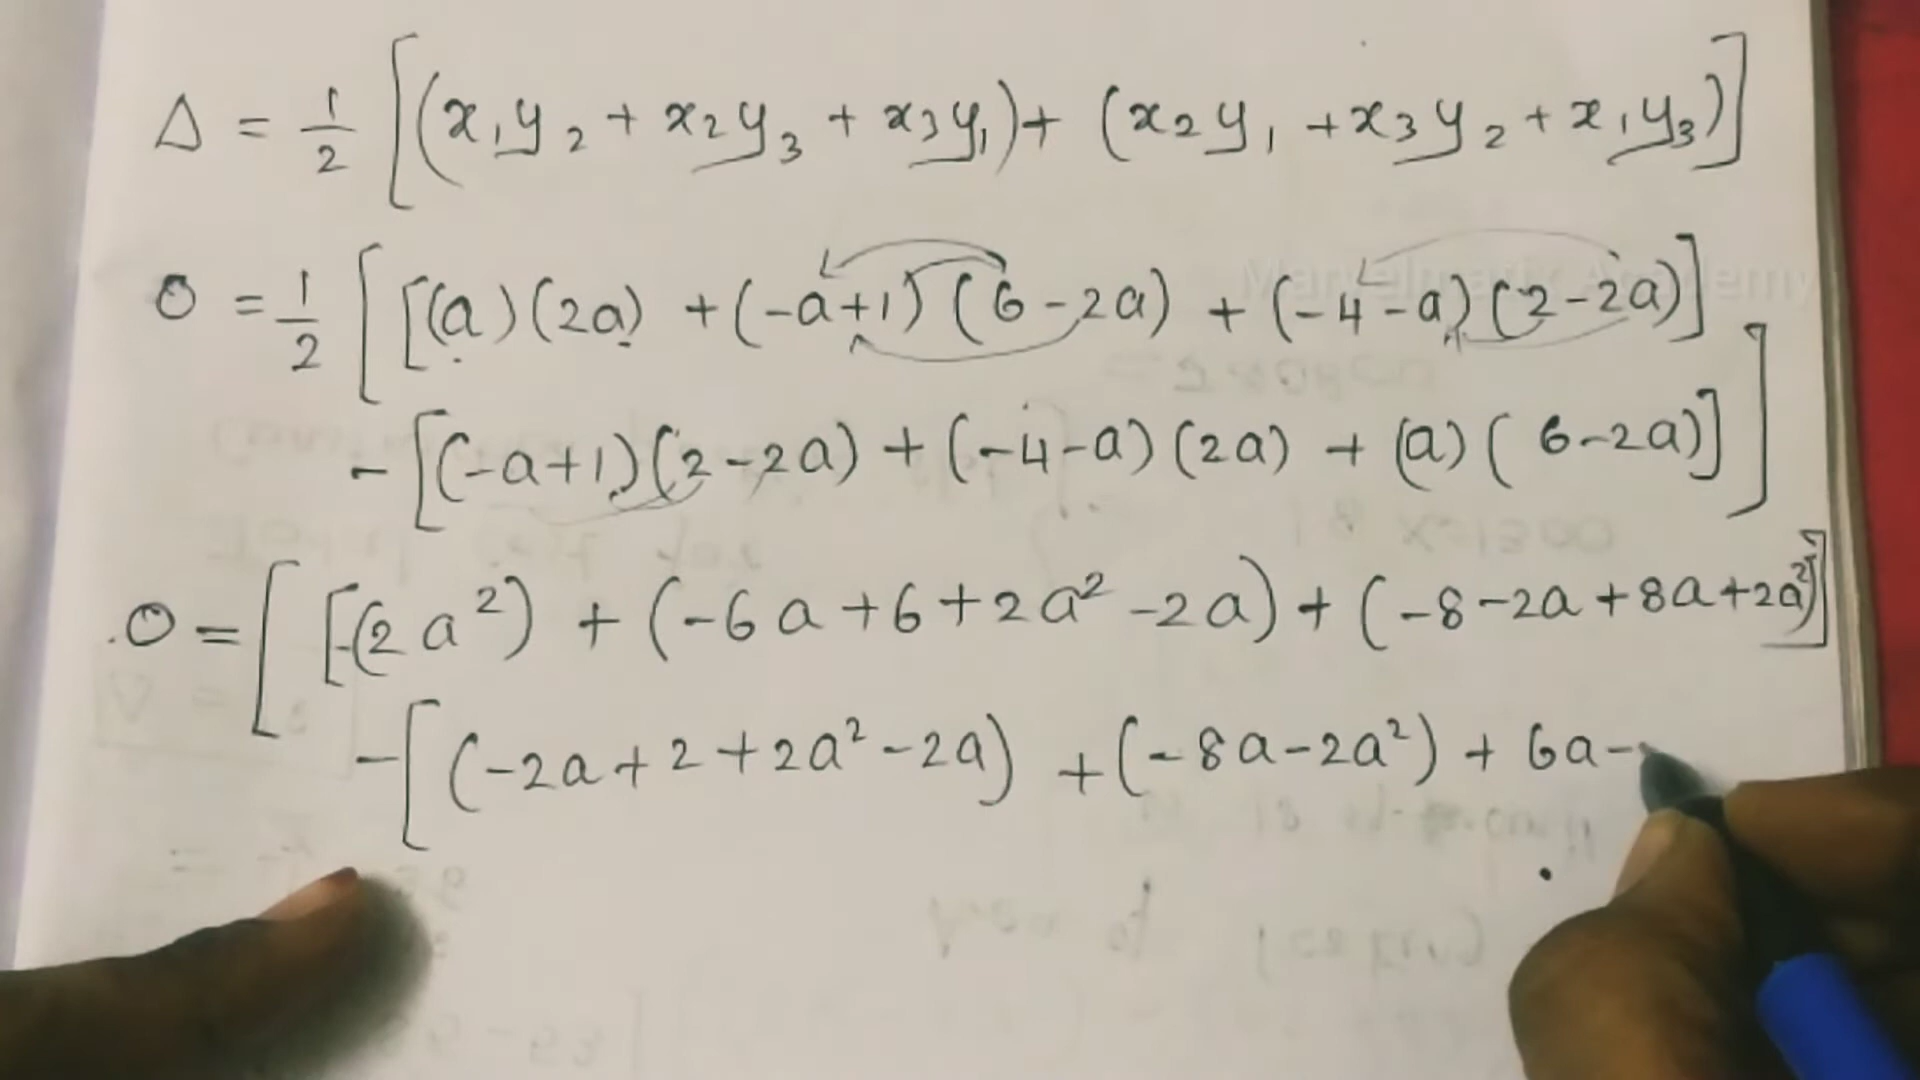 Δ = 1/2 [(x₁y₂ + x₂y₃ + x₃y₁) + (x₂y₁ + x₃y₂ + x₁y₃)]
0 = 1/2 [[(a)(2a) + (-a+1)(6-2a) + (-4-a)(2-2a)]
- [(-a+1)(2-2a) + (-4-a)(2a) + (a)(6-2a)]]
0 = [[(2a²) + (-6a+6+2a²-2a) + (-8-2a+8a+2a²)]
- [(-2a+2+2a²-2a) + (-8a-2a²) + 6a-